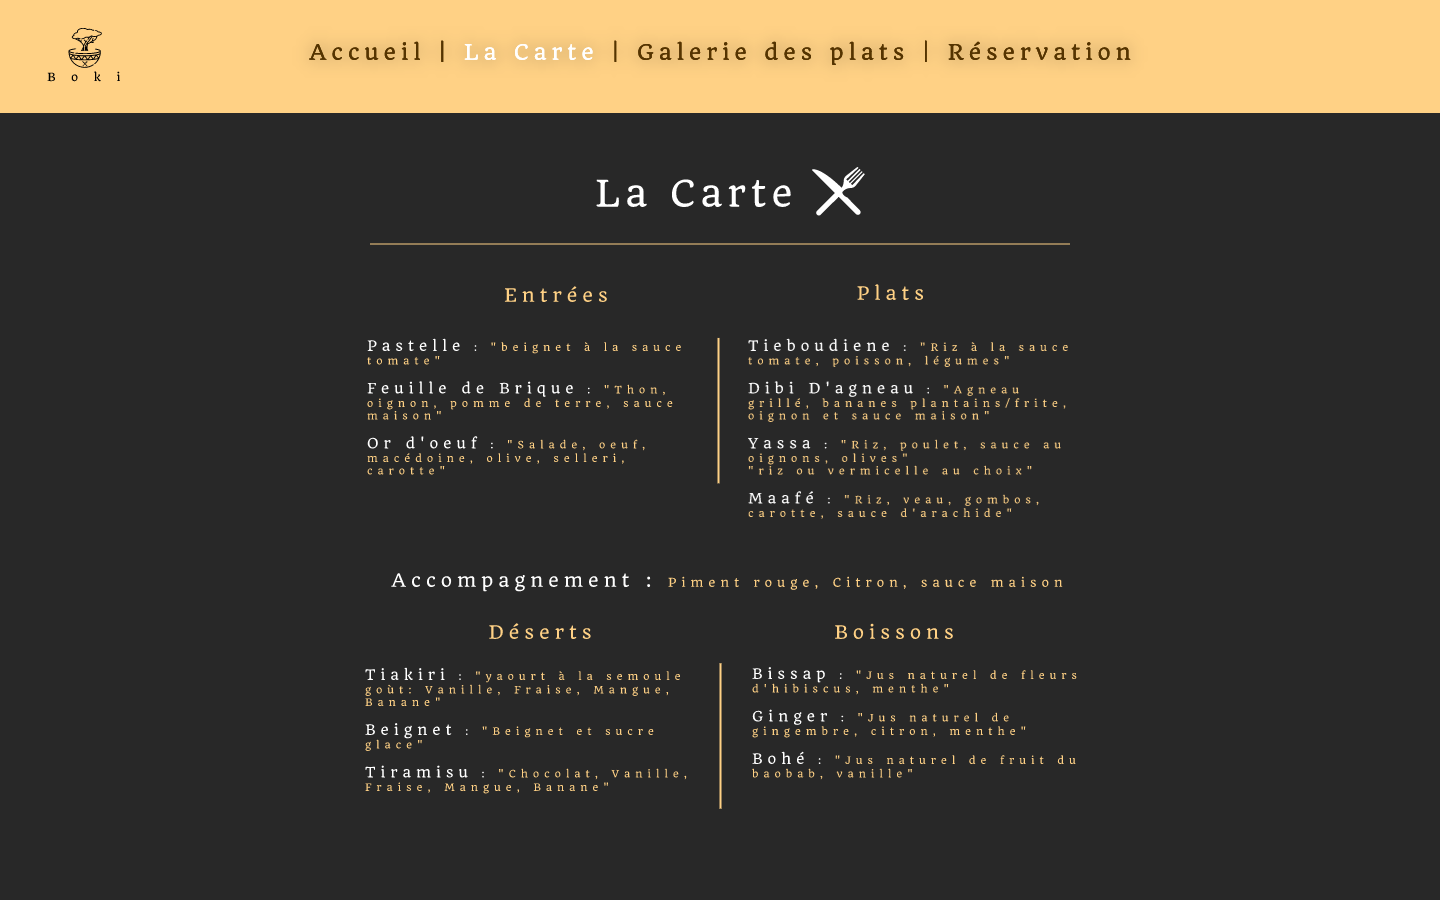 Boki
Accueil | La Carte | Galerie des plats | Réservation
La Carte
Entrées
Pastelle : "beignet à la sauce
tomate"
Feuille de Brique : "Thon,
oignon, pomme de terre, sauce
maison"
Or d'oeuf : "Salade, oeuf,
macédoine, olive, selleri,
carotte"
Plats
Tieboudiene : "Riz à la sauce
tomate, poisson, légumes"
Dibi D'agneau : "Agneau
grillé, bananes plantains/frite,
oignon et sauce maison"
Yassa : "Riz, poulet, sauce au
oignons, olives"
"riz ou vermicelle au choix"
Maafé : "Riz, veau, gombos,
carotte, sauce d'arachide"
Accompagnement : Piment rouge, Citron, sauce maison
Déserts
Tiakiri : "yaourt à la semoule
goùt: Vanille, Fraise, Mangue,
Banane"
Beignet : "Beignet et sucre
glace"
Tiramisu : "Chocolat, Vanille,
Fraise, Mangue, Banane"
Boissons
Bissap : "Jus naturel de fleurs
d'hibiscus, menthe"
Ginger : "Jus naturel de
gingembre, citron, menthe"
Bohé : "Jus naturel de fruit du
baobab, vanille"